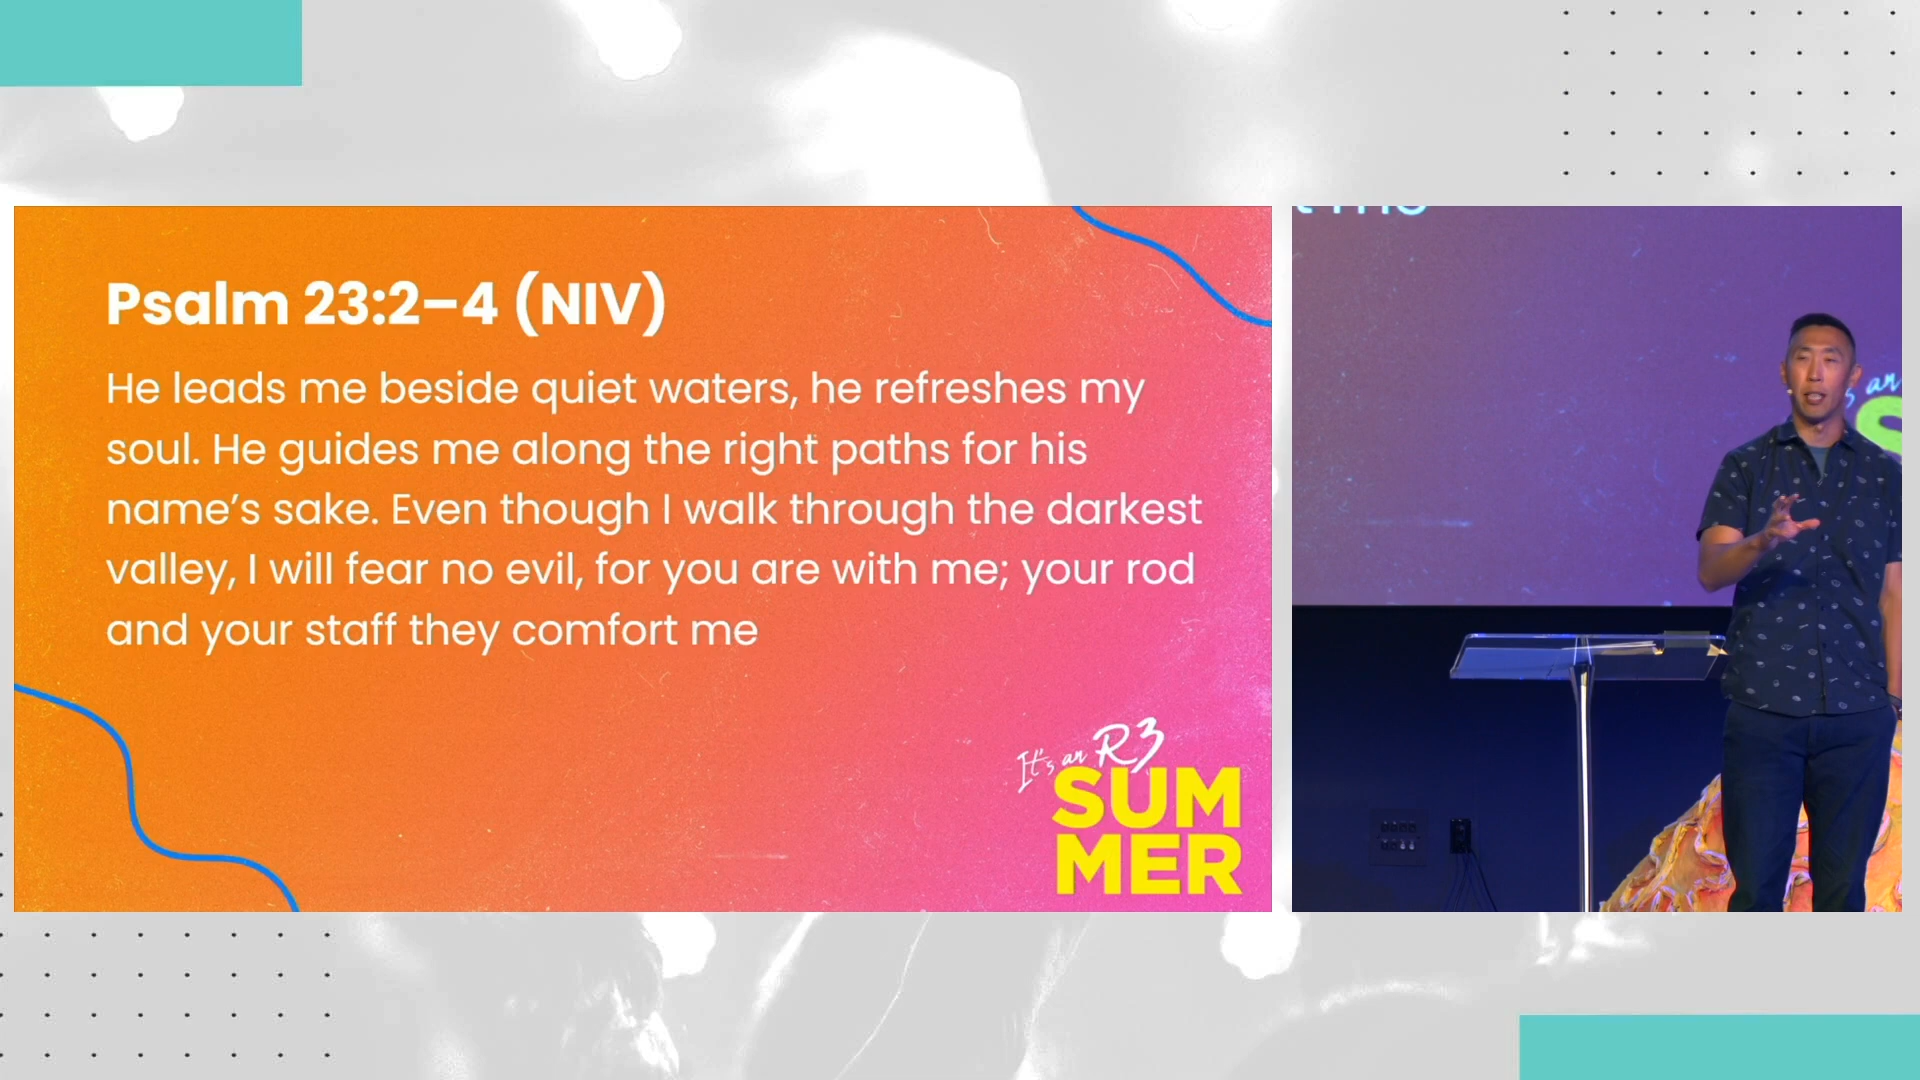 Psalm 23:2–4 (NIV)
He leads me beside quiet waters, he refreshes my
soul. He guides me along the right paths for his
name’s sake. Even though I walk through the darkest
valley, I will fear no evil, for you are with me; your rod
and your staff they comfort me
It's an R3
SUM
MER
an
S